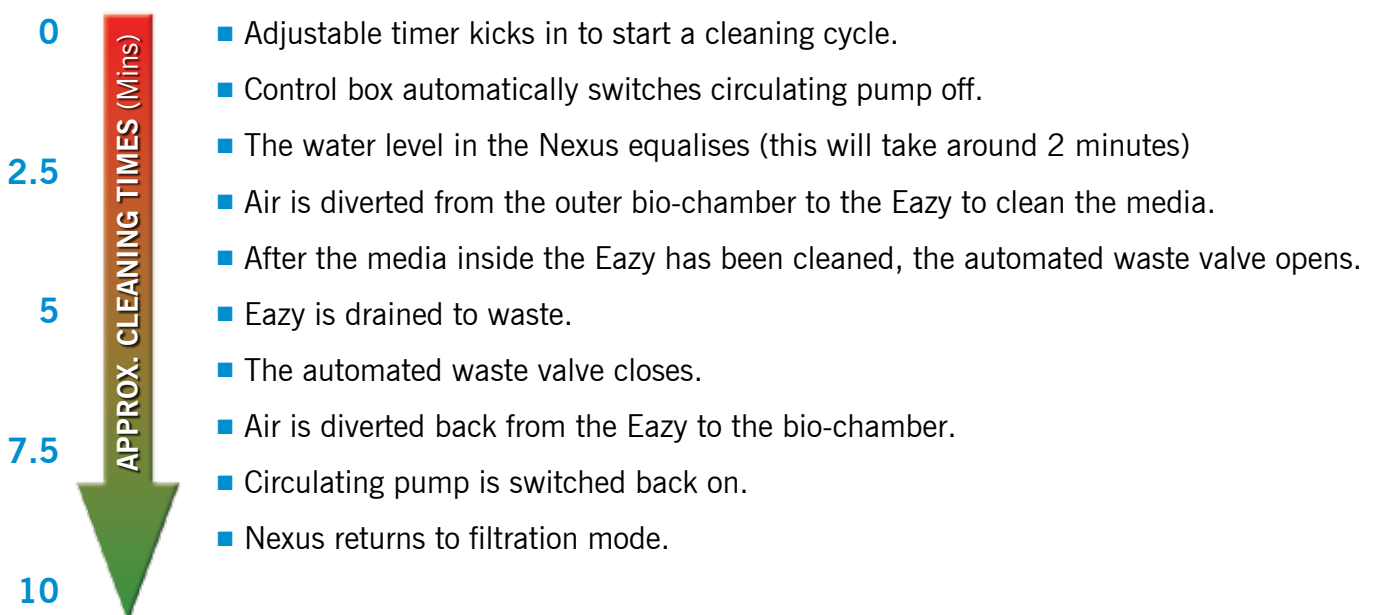 0
APPROX. CLEANING TIMES (Mins)
■ Adjustable timer kicks in to start a cleaning cycle.
■ Control box automatically switches circulating pump off.
■ The water level in the Nexus equalises (this will take around 2 minutes)
2.5
■ Air is diverted from the outer bio-chamber to the Eazy to clean the media.
■ After the media inside the Eazy has been cleaned, the automated waste valve opens.
5
■ Eazy is drained to waste.
■ The automated waste valve closes.
■ Air is diverted back from the Eazy to the bio-chamber.
7.5
■ Circulating pump is switched back on.
■ Nexus returns to filtration mode.
10